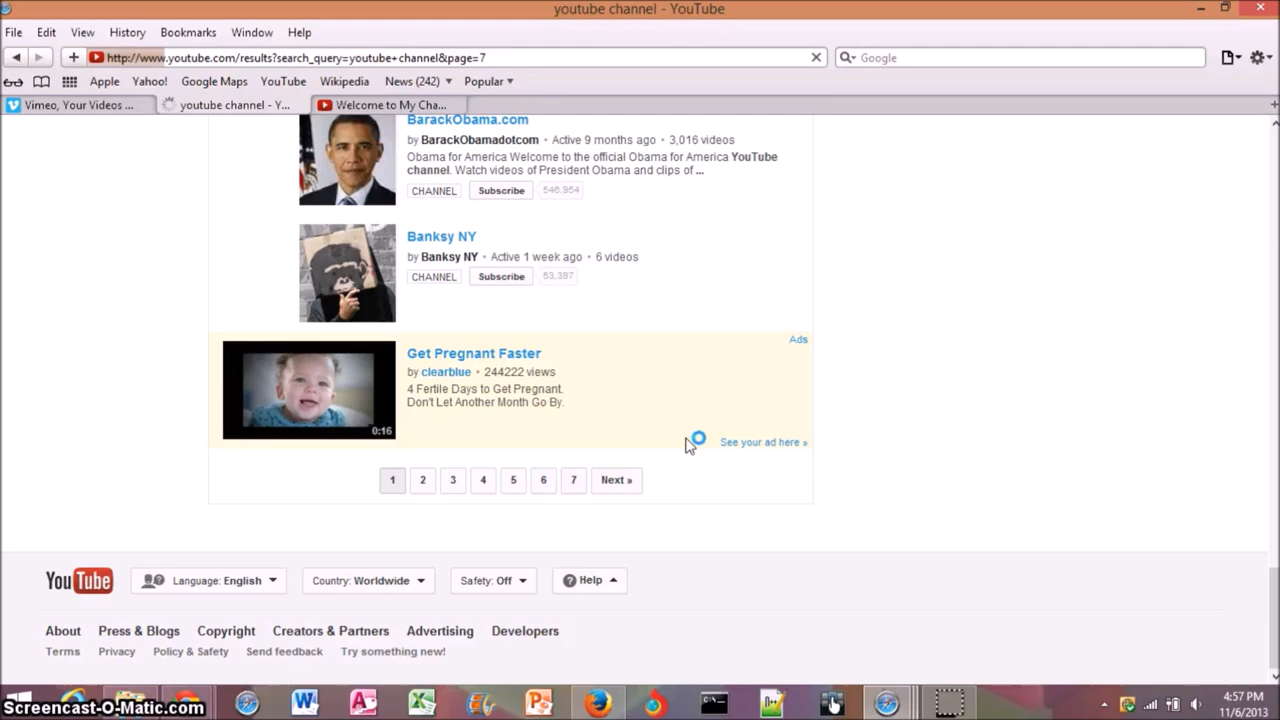 youtube channel - YouTube
File Edit View History Bookmarks Window Help
http://www.youtube.com/results?search_query=youtube+channel&page=7
Google
Apple Yahoo! Google Maps YouTube Wikipedia News (242) Popular
Vimeo, Your Videos ... youtube channel - Y... Welcome to My Cha...
BarackObama.com
by BarackObamadotcom • Active 9 months ago • 3,016 videos
Obama for America Welcome to the official Obama for America YouTube
channel. Watch videos of President Obama and clips of ...
CHANNEL Subscribe 546,954
Banksy NY
by Banksy NY • Active 1 week ago • 6 videos
CHANNEL Subscribe 53,397
Ads
Get Pregnant Faster
by clearblue • 244222 views
4 Fertile Days to Get Pregnant.
Don't Let Another Month Go By.
0:16
See your ad here »
1 2 3 4 5 6 7 Next »
YouTube Language: English Country: Worldwide Safety: Off Help
About Press & Blogs Copyright Creators & Partners Advertising Developers
Terms Privacy Policy & Safety Send feedback Try something new!
4:57 PM
11/6/2013
Screencast-O-Matic.com